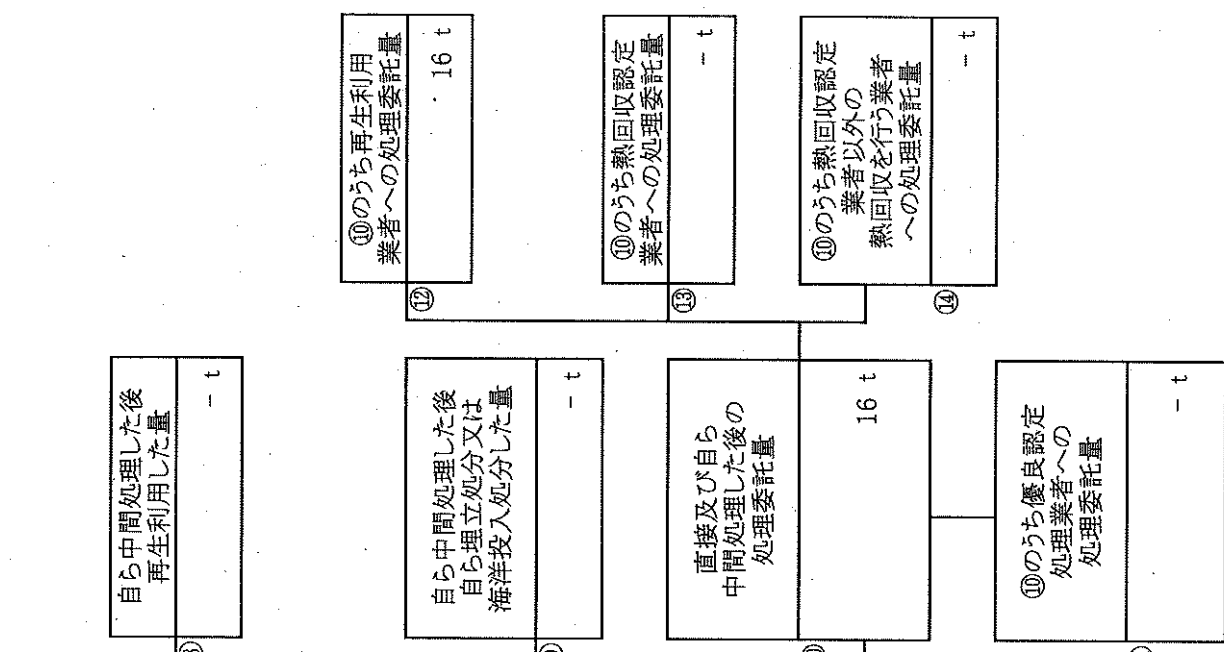 自ら中間処理した後
再生利用した量
－ t
自ら中間処理した後
自ら埋立処分又は
海洋投入処分した量
－ t
直接及び自ら
中間処理した後の
処理委託量
16 t
⑩のうち優良認定
処理業者への
処理委託量
－ t
⑫
⑩のうち再生利用
業者への処理委託量
16 t
⑬
⑩のうち熱回収認定
業者への処理委託量
－ t
⑭
⑩のうち熱回収認定
業者以外の
熱回収を行う業者
への処理委託量
－ t